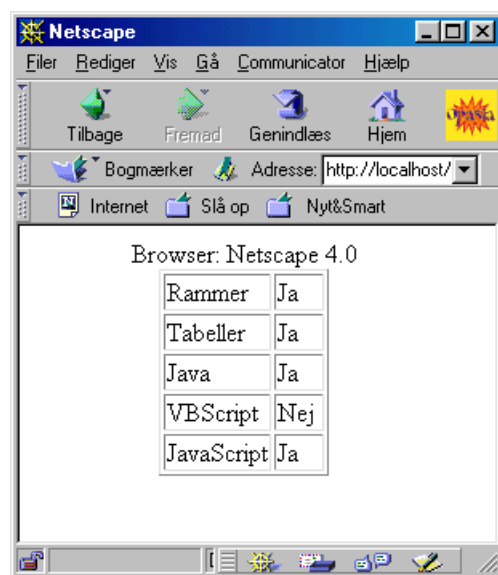 Netscape
Filer Rediger Vis Gå Communicator Hjælp
Tilbage Fremad Genindlæs Hjem
opasia
Bogmærker Adresse: http://localhost/
Internet Slå op Nyt&Smart
Browser: Netscape 4.0
Rammer Ja
Tabeller Ja
Java Ja
VBScript Nej
JavaScript Ja